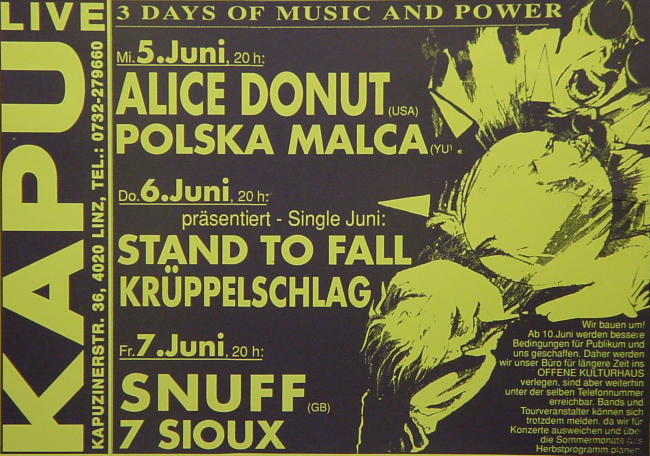 LIVE
KAPU
KAPUZINERSTR. 36, 4020 LINZ, TEL.: 0732-279660
3 DAYS OF MUSIC AND POWER
Mi. 5.Juni, 20 h:
ALICE DONUT (USA)
POLSKA MALCA (YU)
Do. 6.Juni, 20 h:
präsentiert - Single Juni:
STAND TO FALL
KRÜPPELSCHLAG
Fr. 7.Juni, 20 h:
SNUFF (GB)
7 SIOUX
Wir bauen um!
Ab 10.Juni werden bessere
Bedingungen für Publikum und
uns geschaffen. Daher werden
wir unser Büro für längere Zeit ins
OFFENE KULTURHAUS
verlegen, sind aber weiterhin
unter der selben Telefonnummer
erreichbar. Bands und
Tourveranstalter können sich
trotzdem melden, da wir für
Konzerte ausweichen und über
die Sommermonate das
Herbstprogramm planen.